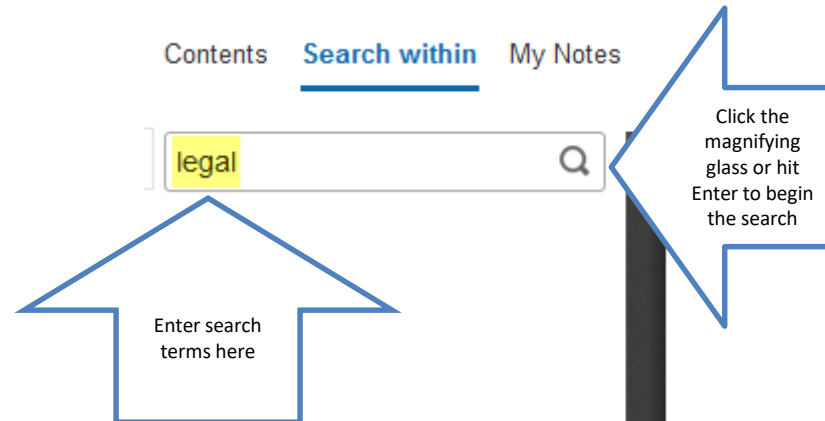 Contents Search within My Notes
legal
Click the
magnifying
glass or hit
Enter to begin
the search
Enter search
terms here